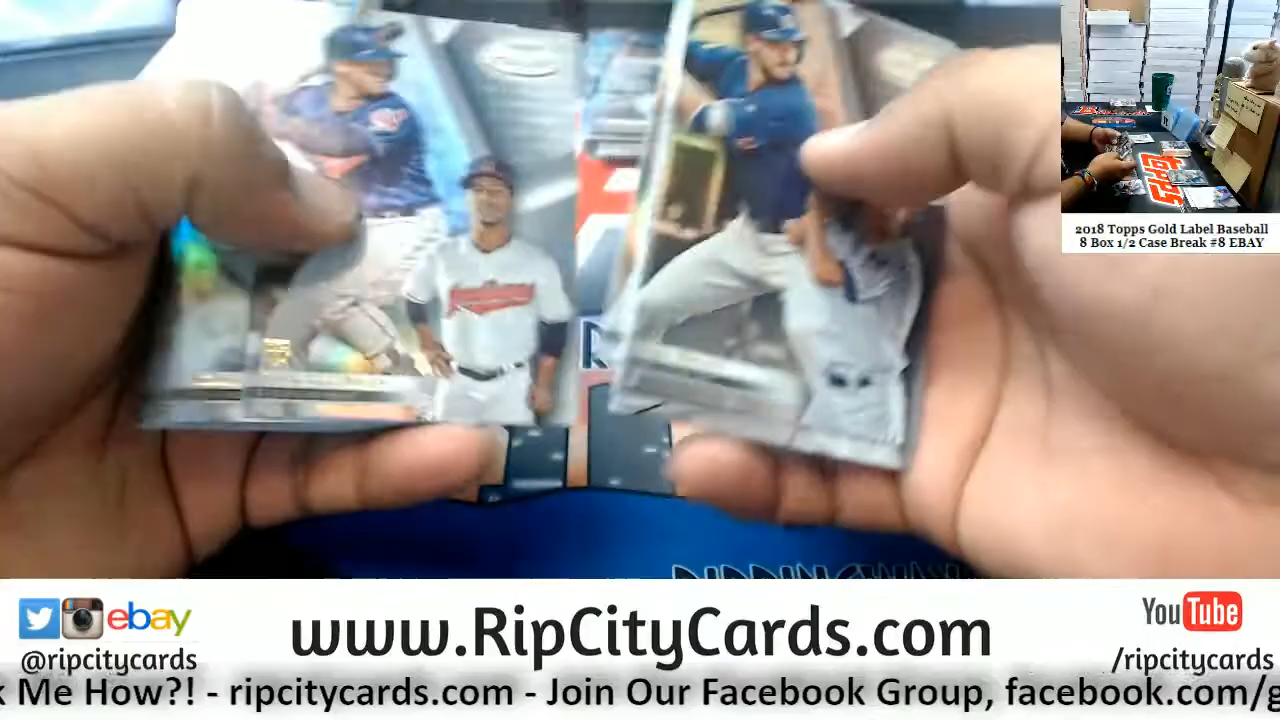 2018 Topps Gold Label Baseball
8 Box 1/2 Case Break #8 EBAY
TOPPS
ebay
@ripcitycards
www.RipCityCards.com
YouTube
/ripcitycards
k Me How?! - ripcitycards.com - Join Our Facebook Group, facebook.com/g